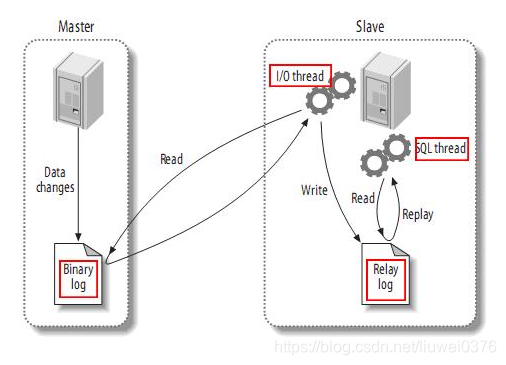 Master
Slave
I/O thread
SQL thread
Data
changes
Read
Write
Read
Replay
Binary
log
Relay
log
https://blog.csdn.net/liuwei0376